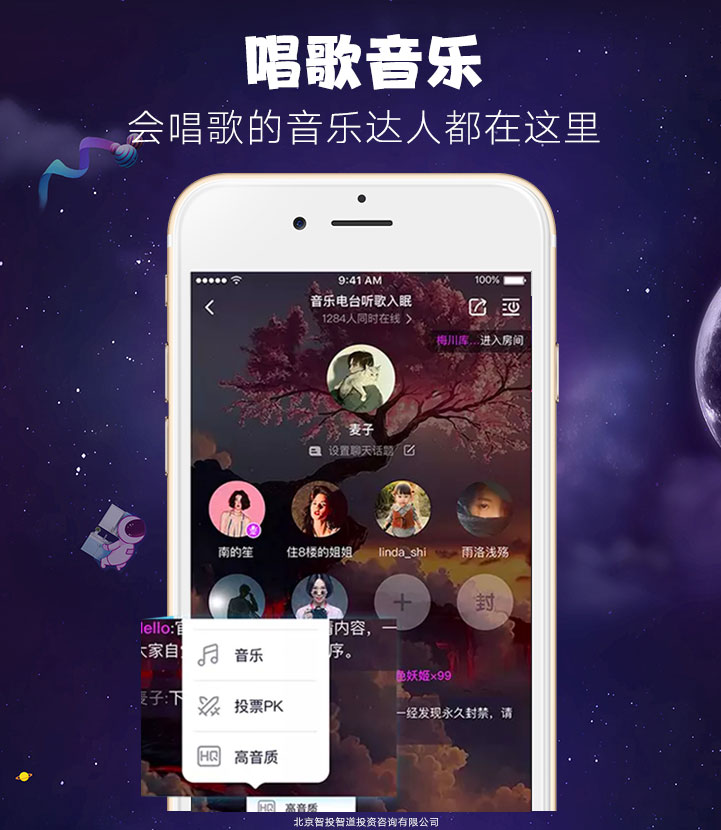 唱歌音乐
会唱歌的音乐达人都在这里
9:41 AM
100%
音乐电台听歌入眠
1284人同时在线
梅川库...进入房间
麦子
设置聊天话题
南的笙
住8楼的姐姐
linda_shi
雨洛浅殇
封
内容，一
大家自
序。
音乐
麦子:下
妖姬×99
投票PK
一经发现永久封禁，请
HQ 高音质
HQ 高音质
北京智投智道投资咨询有限公司